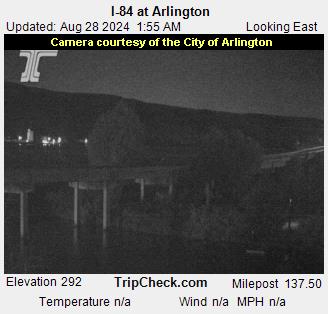 I-84 at Arlington
Updated: Aug 28 2024 1:55 AM Looking East
Camera courtesy of the City of Arlington
Elevation 292 TripCheck.com Milepost 137.50
Temperature n/a Wind n/a MPH n/a